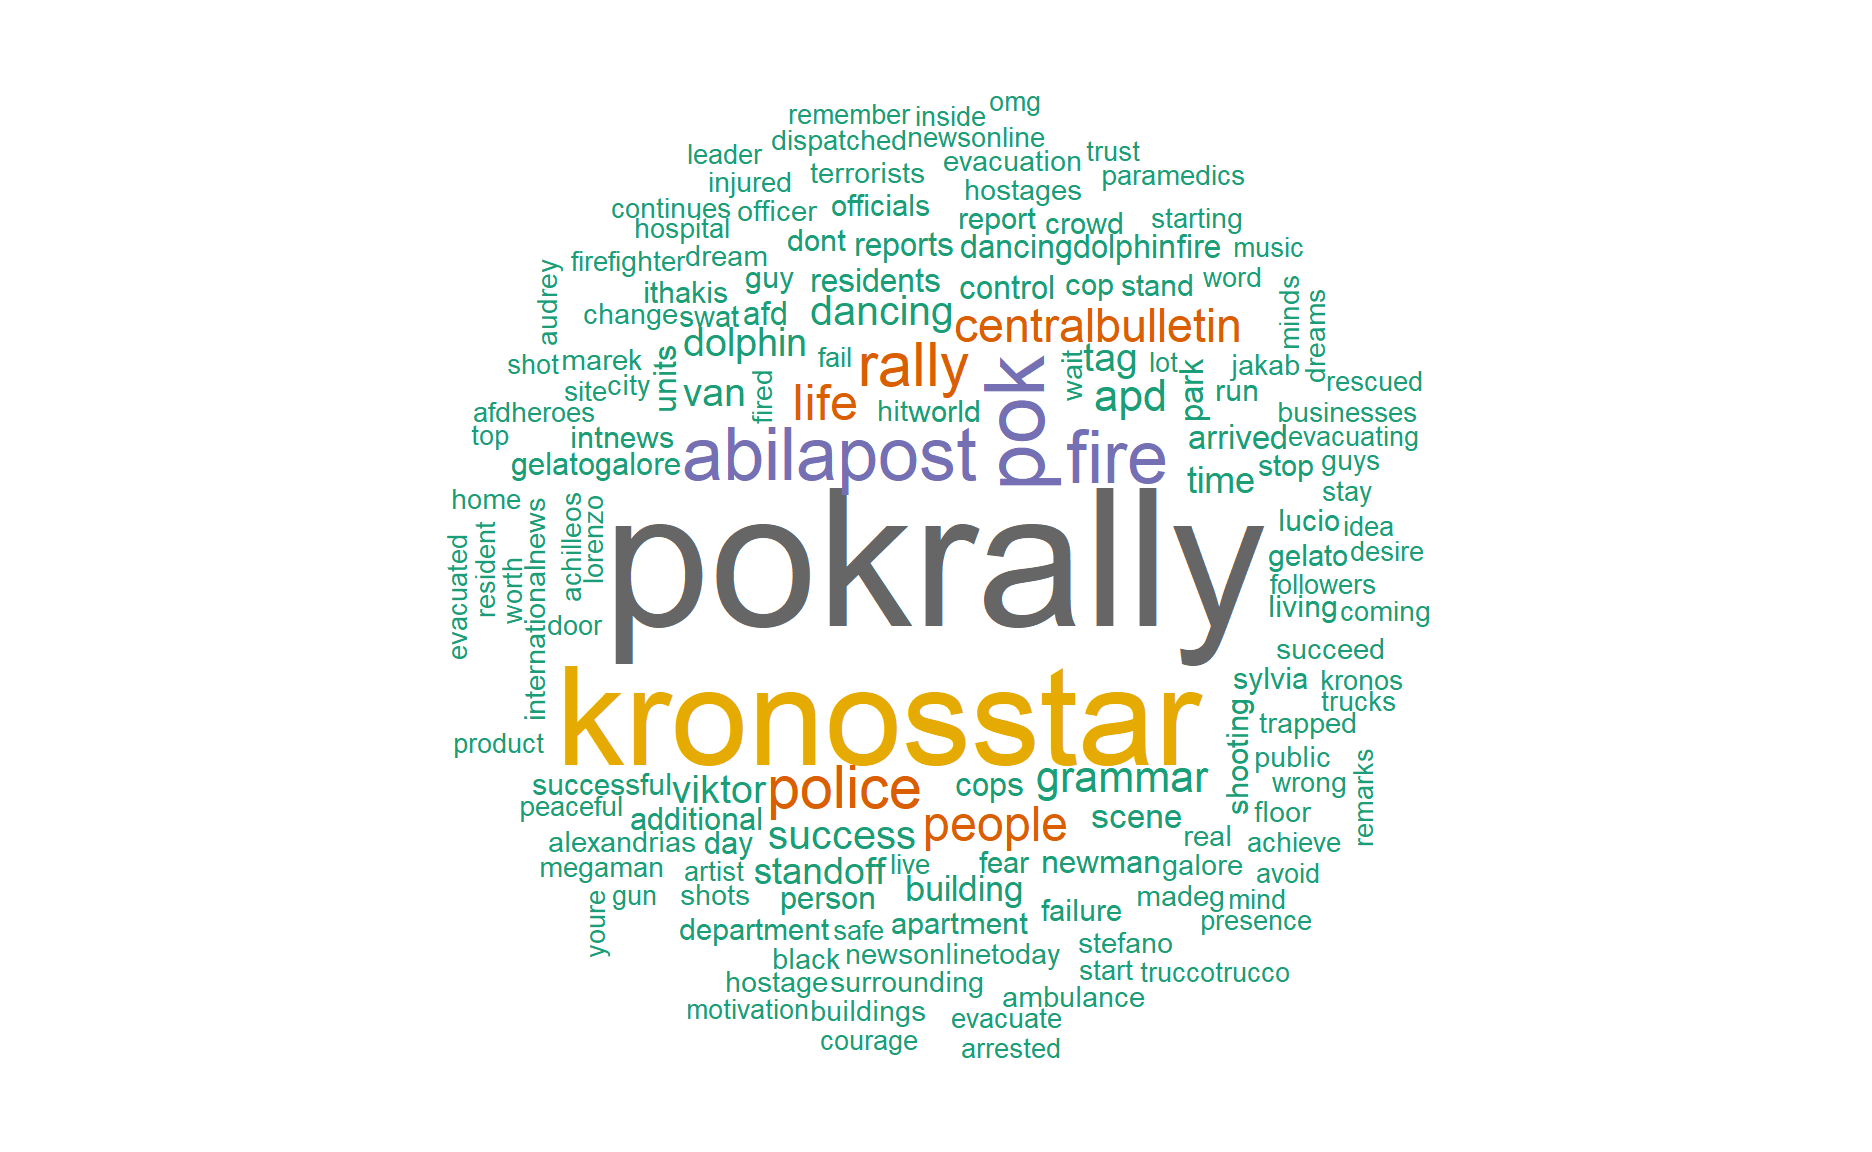 omg
remember inside
dispatched newsonline
leader evacuation trust
injured terrorists hostages paramedics
continues officer officials report crowd starting
hospital dont reports dancingdolphinfire music
firefighter dream guy residents control cop stand word
audrey ithakis
change swat afd dancing centralbulletin minds dreams
shot marek dolphin fail rally pok wait tag lot park jakab rescued
site city units van fired life hit world apd run businesses
afdheroes
top intnews abilapost fire arrived evacuating
gelatogalore time stop guys
home stay
evacuated resident worth internationalnews achilleos lorenzo pokrally lucio idea
gelato desire
followers
door living coming
succeed
kronosstar sylvia kronos
trucks
product shooting trapped
public remarks
successful viktor police cops grammar wrong
peaceful additional people scene floor
alexandrias day success real achieve
megaman artist standoff live fear newman galore avoid
youre gun shots person building failure madeg mind
department safe apartment presence
black newsonlinetoday stefano
hostage surrounding start truccotrucco
motivation buildings ambulance
evacuate
courage arrested